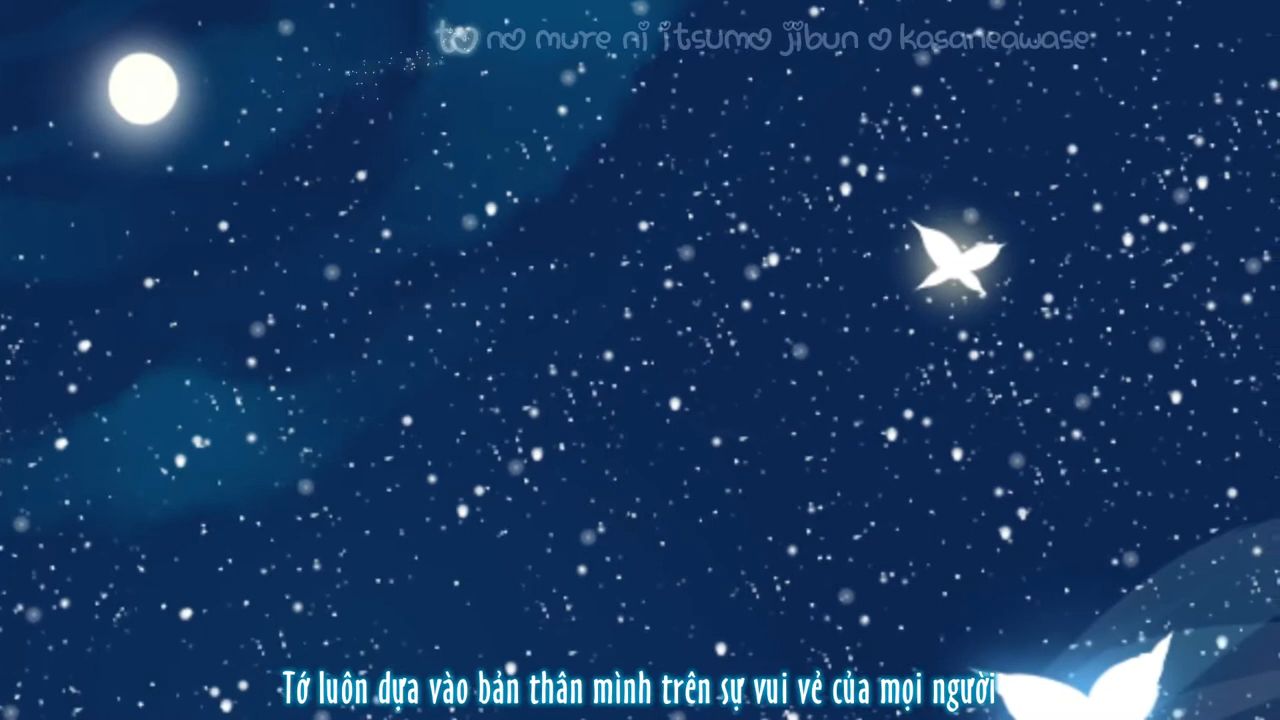 to no mure ni itsumo jibun o kasaneawase
Tớ luôn dựa vào bản thân mình trên sự vui vẻ của mọi người